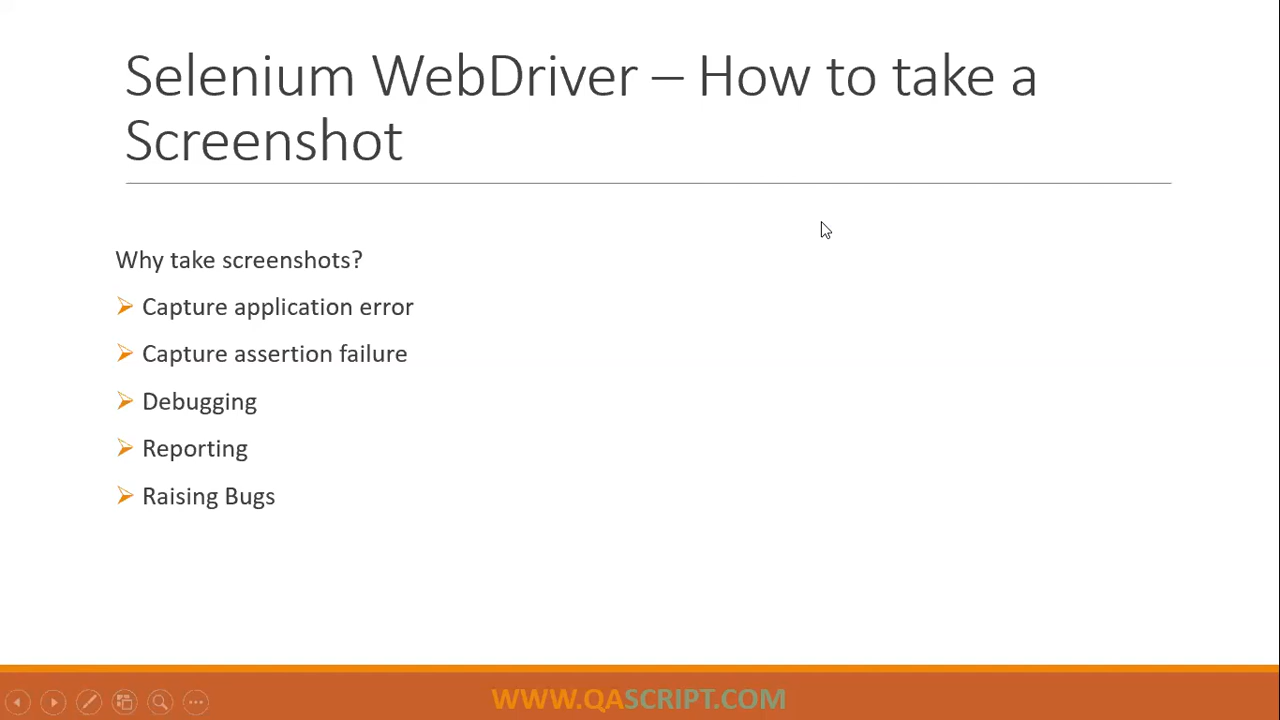 Selenium WebDriver – How to take a
Screenshot
Why take screenshots?
Capture application error
Capture assertion failure
Debugging
Reporting
Raising Bugs
WWW.QASCRIPT.COM